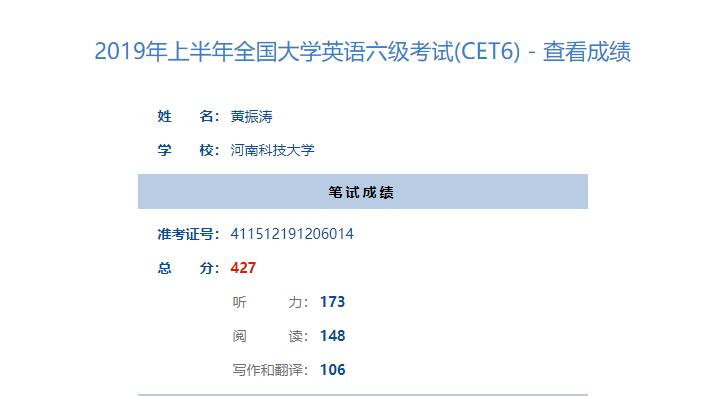 2019年上半年全国大学英语六级考试(CET6) - 查看成绩
姓名：黄振涛
学校：河南科技大学
笔试成绩
准考证号：411512191206014
总分：427
听力：173
阅读：148
写作和翻译：106